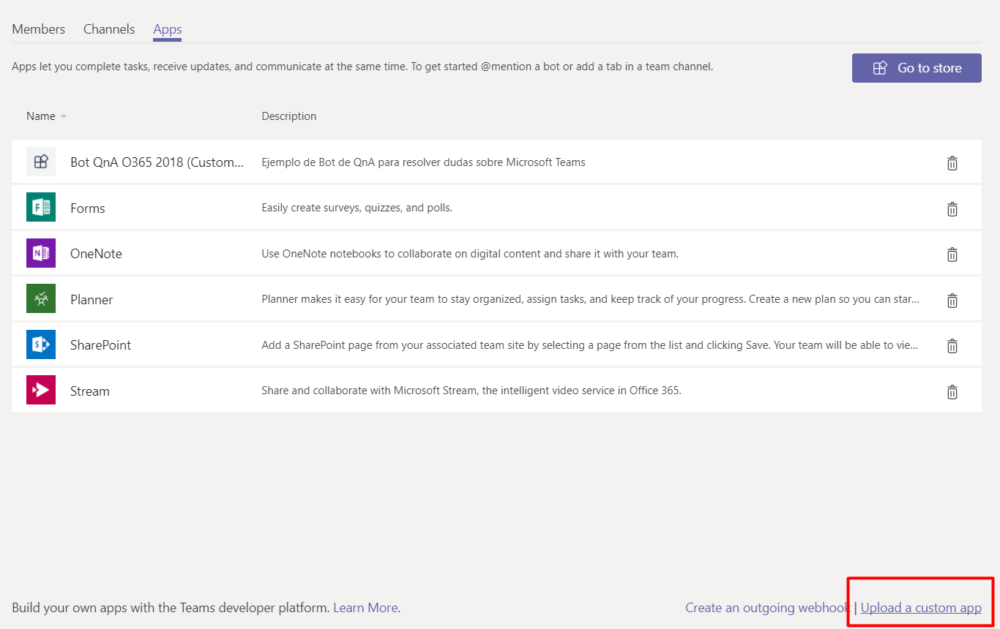 Members Channels Apps
Apps let you complete tasks, receive updates, and communicate at the same time. To get started @mention a bot or add a tab in a team channel.
Go to store
Name Description
Bot QnA O365 2018 (Custom... Ejemplo de Bot de QnA para resolver dudas sobre Microsoft Teams
Forms Easily create surveys, quizzes, and polls.
OneNote Use OneNote notebooks to collaborate on digital content and share it with your team.
Planner Planner makes it easy for your team to stay organized, assign tasks, and keep track of your progress. Create a new plan so you can star...
SharePoint Add a SharePoint page from your associated team site by selecting a page from the list and clicking Save. Your team will be able to vie...
Stream Share and collaborate with Microsoft Stream, the intelligent video service in Office 365.
Build your own apps with the Teams developer platform. Learn More. Create an outgoing webhook | Upload a custom app